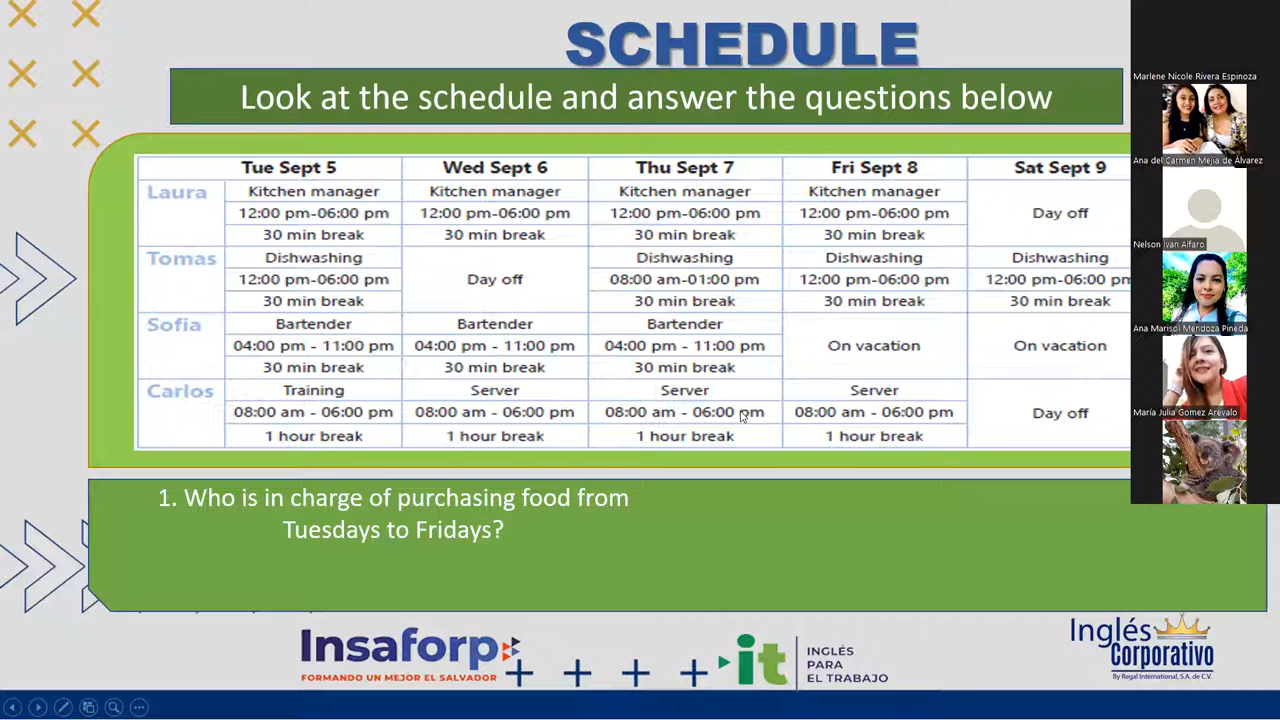 SCHEDULE
Look at the schedule and answer the questions below
Tue Sept 5 Wed Sept 6 Thu Sept 7 Fri Sept 8 Sat Sept 9
Laura Kitchen manager Kitchen manager Kitchen manager Kitchen manager
12:00 pm-06:00 pm 12:00 pm-06:00 pm 12:00 pm-06:00 pm 12:00 pm-06:00 pm Day off
30 min break 30 min break 30 min break 30 min break
Tomas Dishwashing Dishwashing Dishwashing Dishwashing
12:00 pm-06:00 pm Day off 08:00 am-01:00 pm 12:00 pm-06:00 pm 12:00 pm-06:00 pm
30 min break 30 min break 30 min break 30 min break
Sofia Bartender Bartender Bartender
04:00 pm - 11:00 pm 04:00 pm - 11:00 pm 04:00 pm - 11:00 pm On vacation On vacation
30 min break 30 min break 30 min break
Carlos Training Server Server Server
08:00 am - 06:00 pm 08:00 am - 06:00 pm 08:00 am - 06:00 pm 08:00 am - 06:00 pm Day off
1 hour break 1 hour break 1 hour break 1 hour break
1. Who is in charge of purchasing food from
Tuesdays to Fridays?
Marlene Nicole Rivera Espinoza
Ana del Carmen Mejia de Álvarez
Nelson Ivan Alfaro
Ana Marisol Mendoza Pineda
María Julia Gomez Arévalo
Insaforp
FORMANDO UN MEJOR EL SALVADOR
it
INGLÉS
PARA
EL TRABAJO
Inglés
Corporativo
By Regal International, S.A. de C.V.